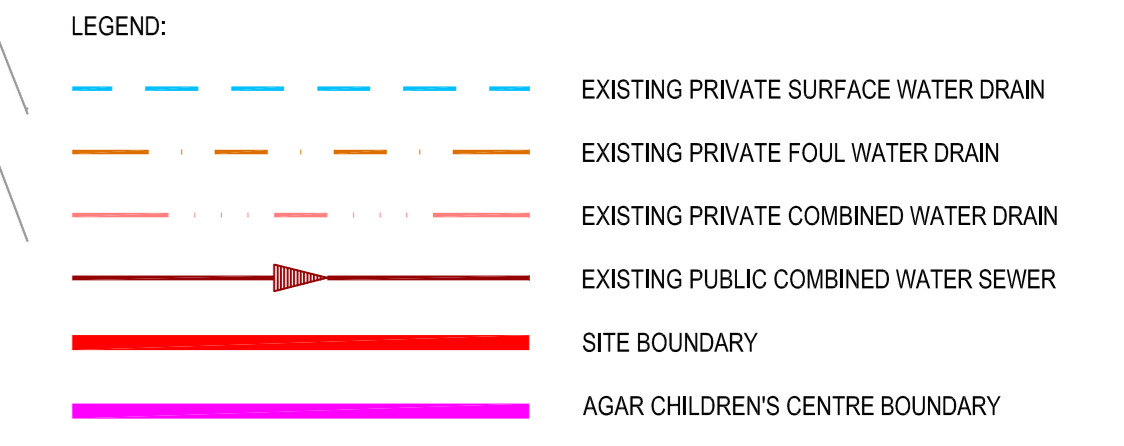 LEGEND:
EXISTING PRIVATE SURFACE WATER DRAIN
EXISTING PRIVATE FOUL WATER DRAIN
EXISTING PRIVATE COMBINED WATER DRAIN
EXISTING PUBLIC COMBINED WATER SEWER
SITE BOUNDARY
AGAR CHILDREN'S CENTRE BOUNDARY